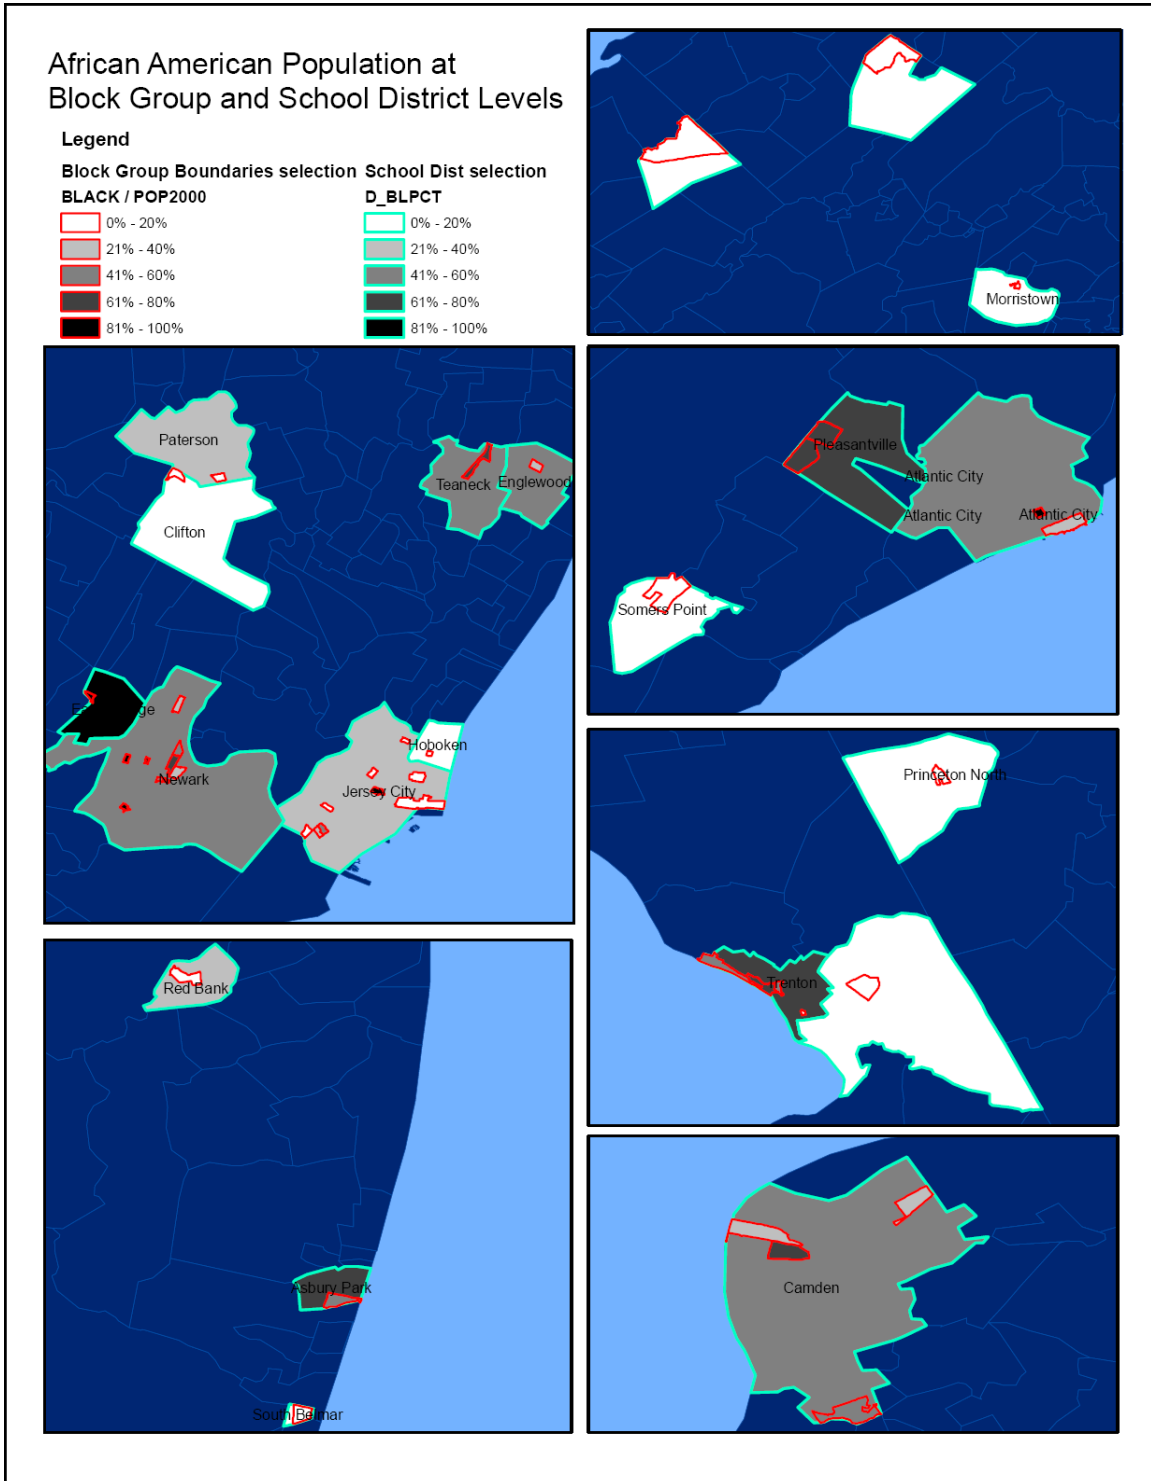 African American Population at
Block Group and School District Levels
Legend
Block Group Boundaries selection School Dist selection
BLACK / POP2000 D_BLPCT
0% - 20% 0% - 20%
21% - 40% 21% - 40%
41% - 60% 41% - 60%
61% - 80% 61% - 80%
81% - 100% 81% - 100%
Morristown
Paterson
Teaneck Englewood
Clifton
Newark
Hoboken
Jersey City
Pleasantville
Atlantic City
Atlantic City Atlantic City
Somers Point
Princeton North
Trenton
Red Bank
Asbury Park
South Belmar
Camden